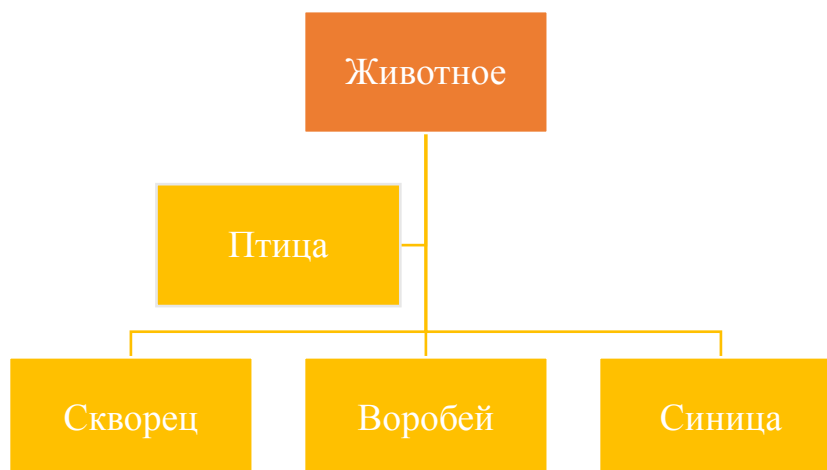 Животное
Птица
Скворец
Воробей
Синица